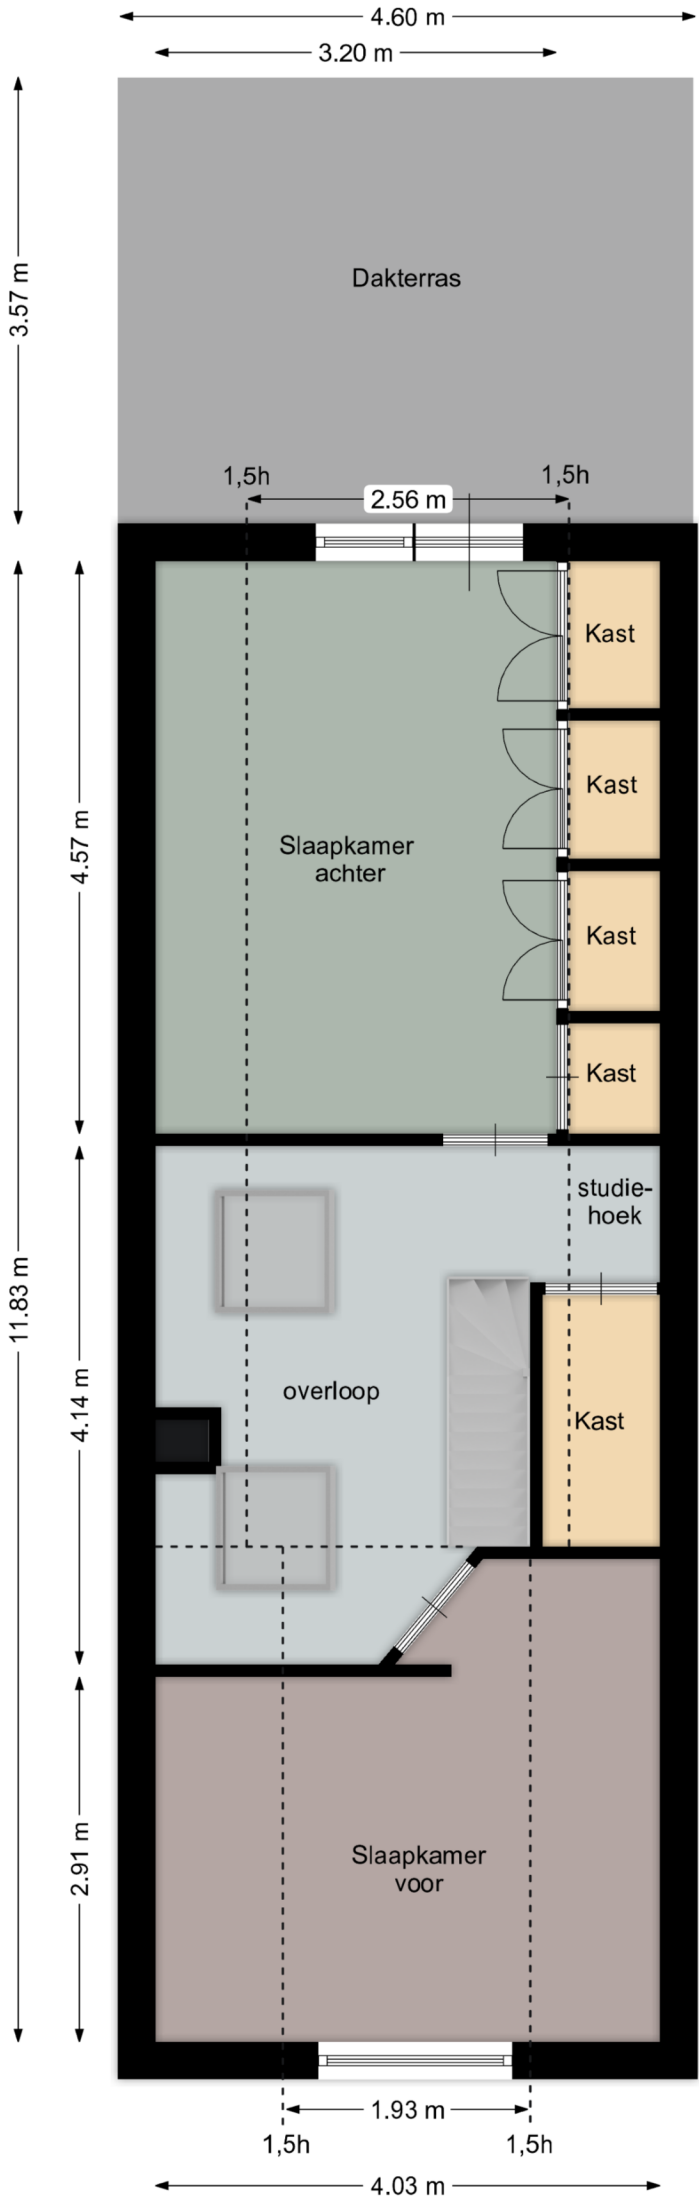 4.60 m
3.20 m
3.57 m
Dakterras
1,5h
1,5h
2.56 m
Kast
Kast
4.57 m
Slaapkamer
achter
Kast
Kast
studie-
hoek
11.83 m
4.14 m
overloop
Kast
2.91 m
Slaapkamer
voor
1.93 m
1,5h
1,5h
4.03 m